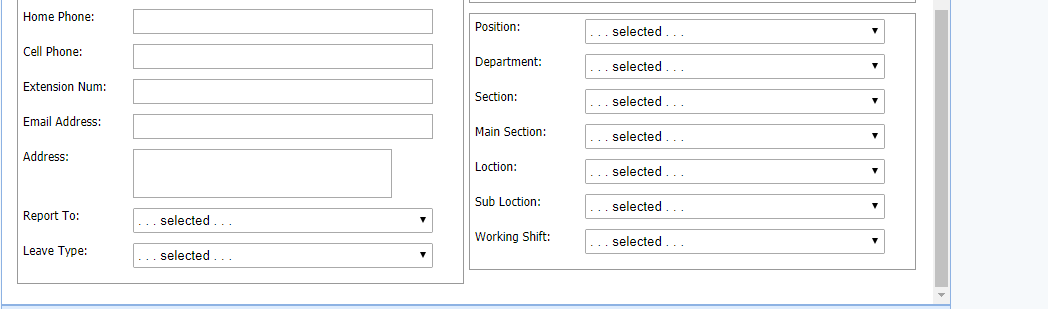 Home Phone:
Cell Phone:
Extension Num:
Email Address:
Address:
Report To: . . . selected . . .
Leave Type: . . . selected . . .
Position: . . . selected . . .
Department: . . . selected . . .
Section: . . . selected . . .
Main Section: . . . selected . . .
Loction: . . . selected . . .
Sub Loction: . . . selected . . .
Working Shift: . . . selected . . .